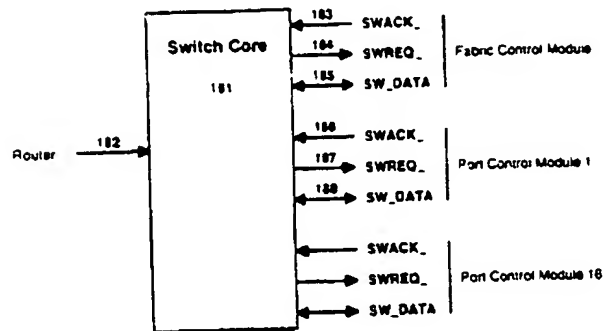 183 SWACK_
Switch Core
184 SWREQ_ Fabric Control Module
181
185 SW_DATA
186 SWACK_
Router 182
187 SWREQ_ Port Control Module 1
188 SW_DATA
SWACK_
SWREQ_ Port Control Module 16
SW_DATA